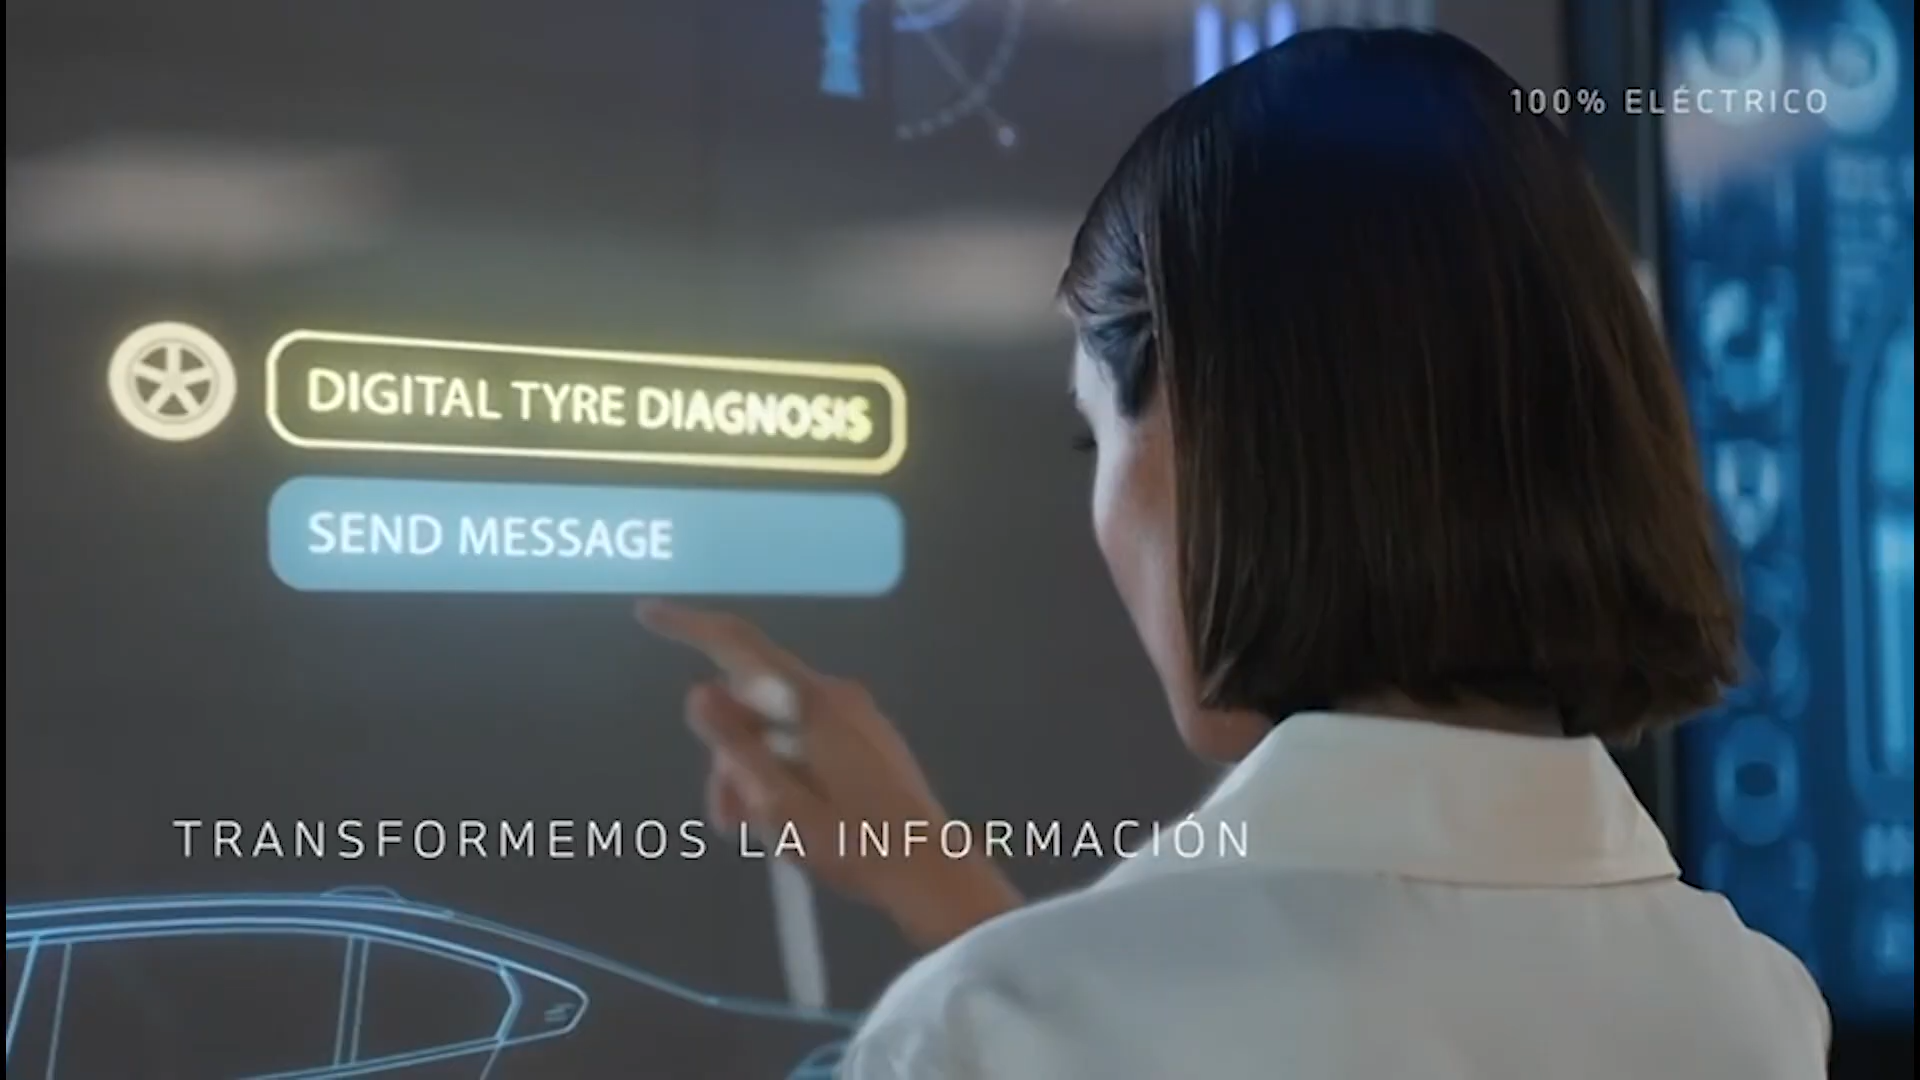 100% ELÉCTRICO
DIGITAL TYRE DIAGNOSIS
SEND MESSAGE
TRANSFORMEMOS LA INFORMACIÓN